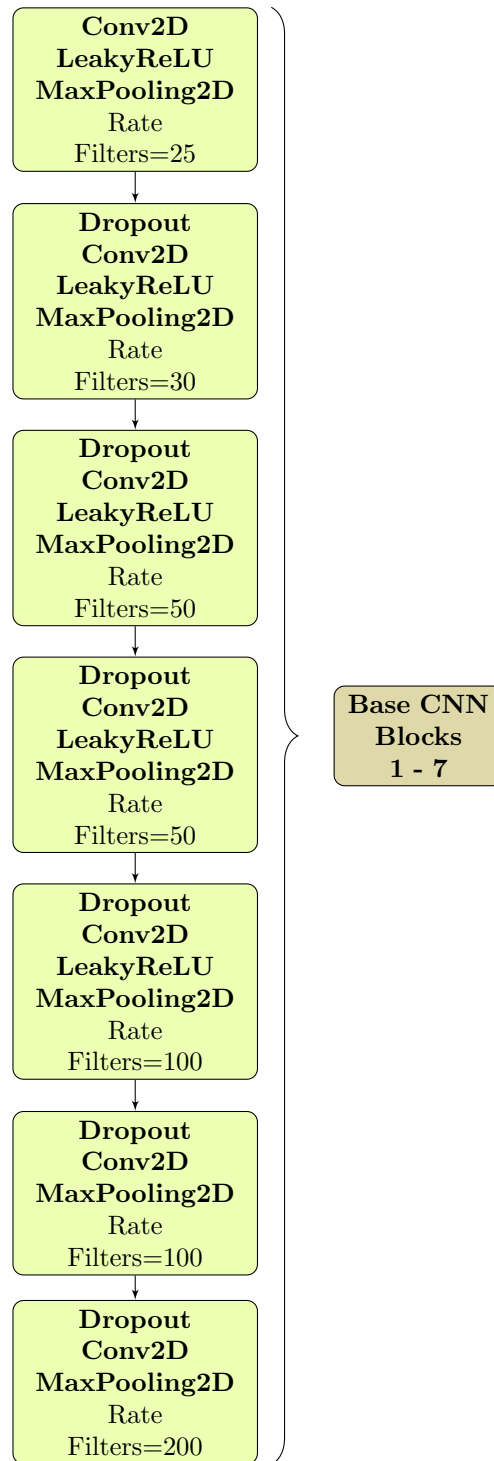 Conv2D
LeakyReLU
MaxPooling2D
Rate
Filters=25
Dropout
Conv2D
LeakyReLU
MaxPooling2D
Rate
Filters=30
Dropout
Conv2D
LeakyReLU
MaxPooling2D
Rate
Filters=50
Dropout
Conv2D
LeakyReLU
MaxPooling2D
Rate
Filters=50
Dropout
Conv2D
LeakyReLU
MaxPooling2D
Rate
Filters=100
Dropout
Conv2D
MaxPooling2D
Rate
Filters=100
Dropout
Conv2D
MaxPooling2D
Rate
Filters=200
Base CNN
Blocks
1 - 7